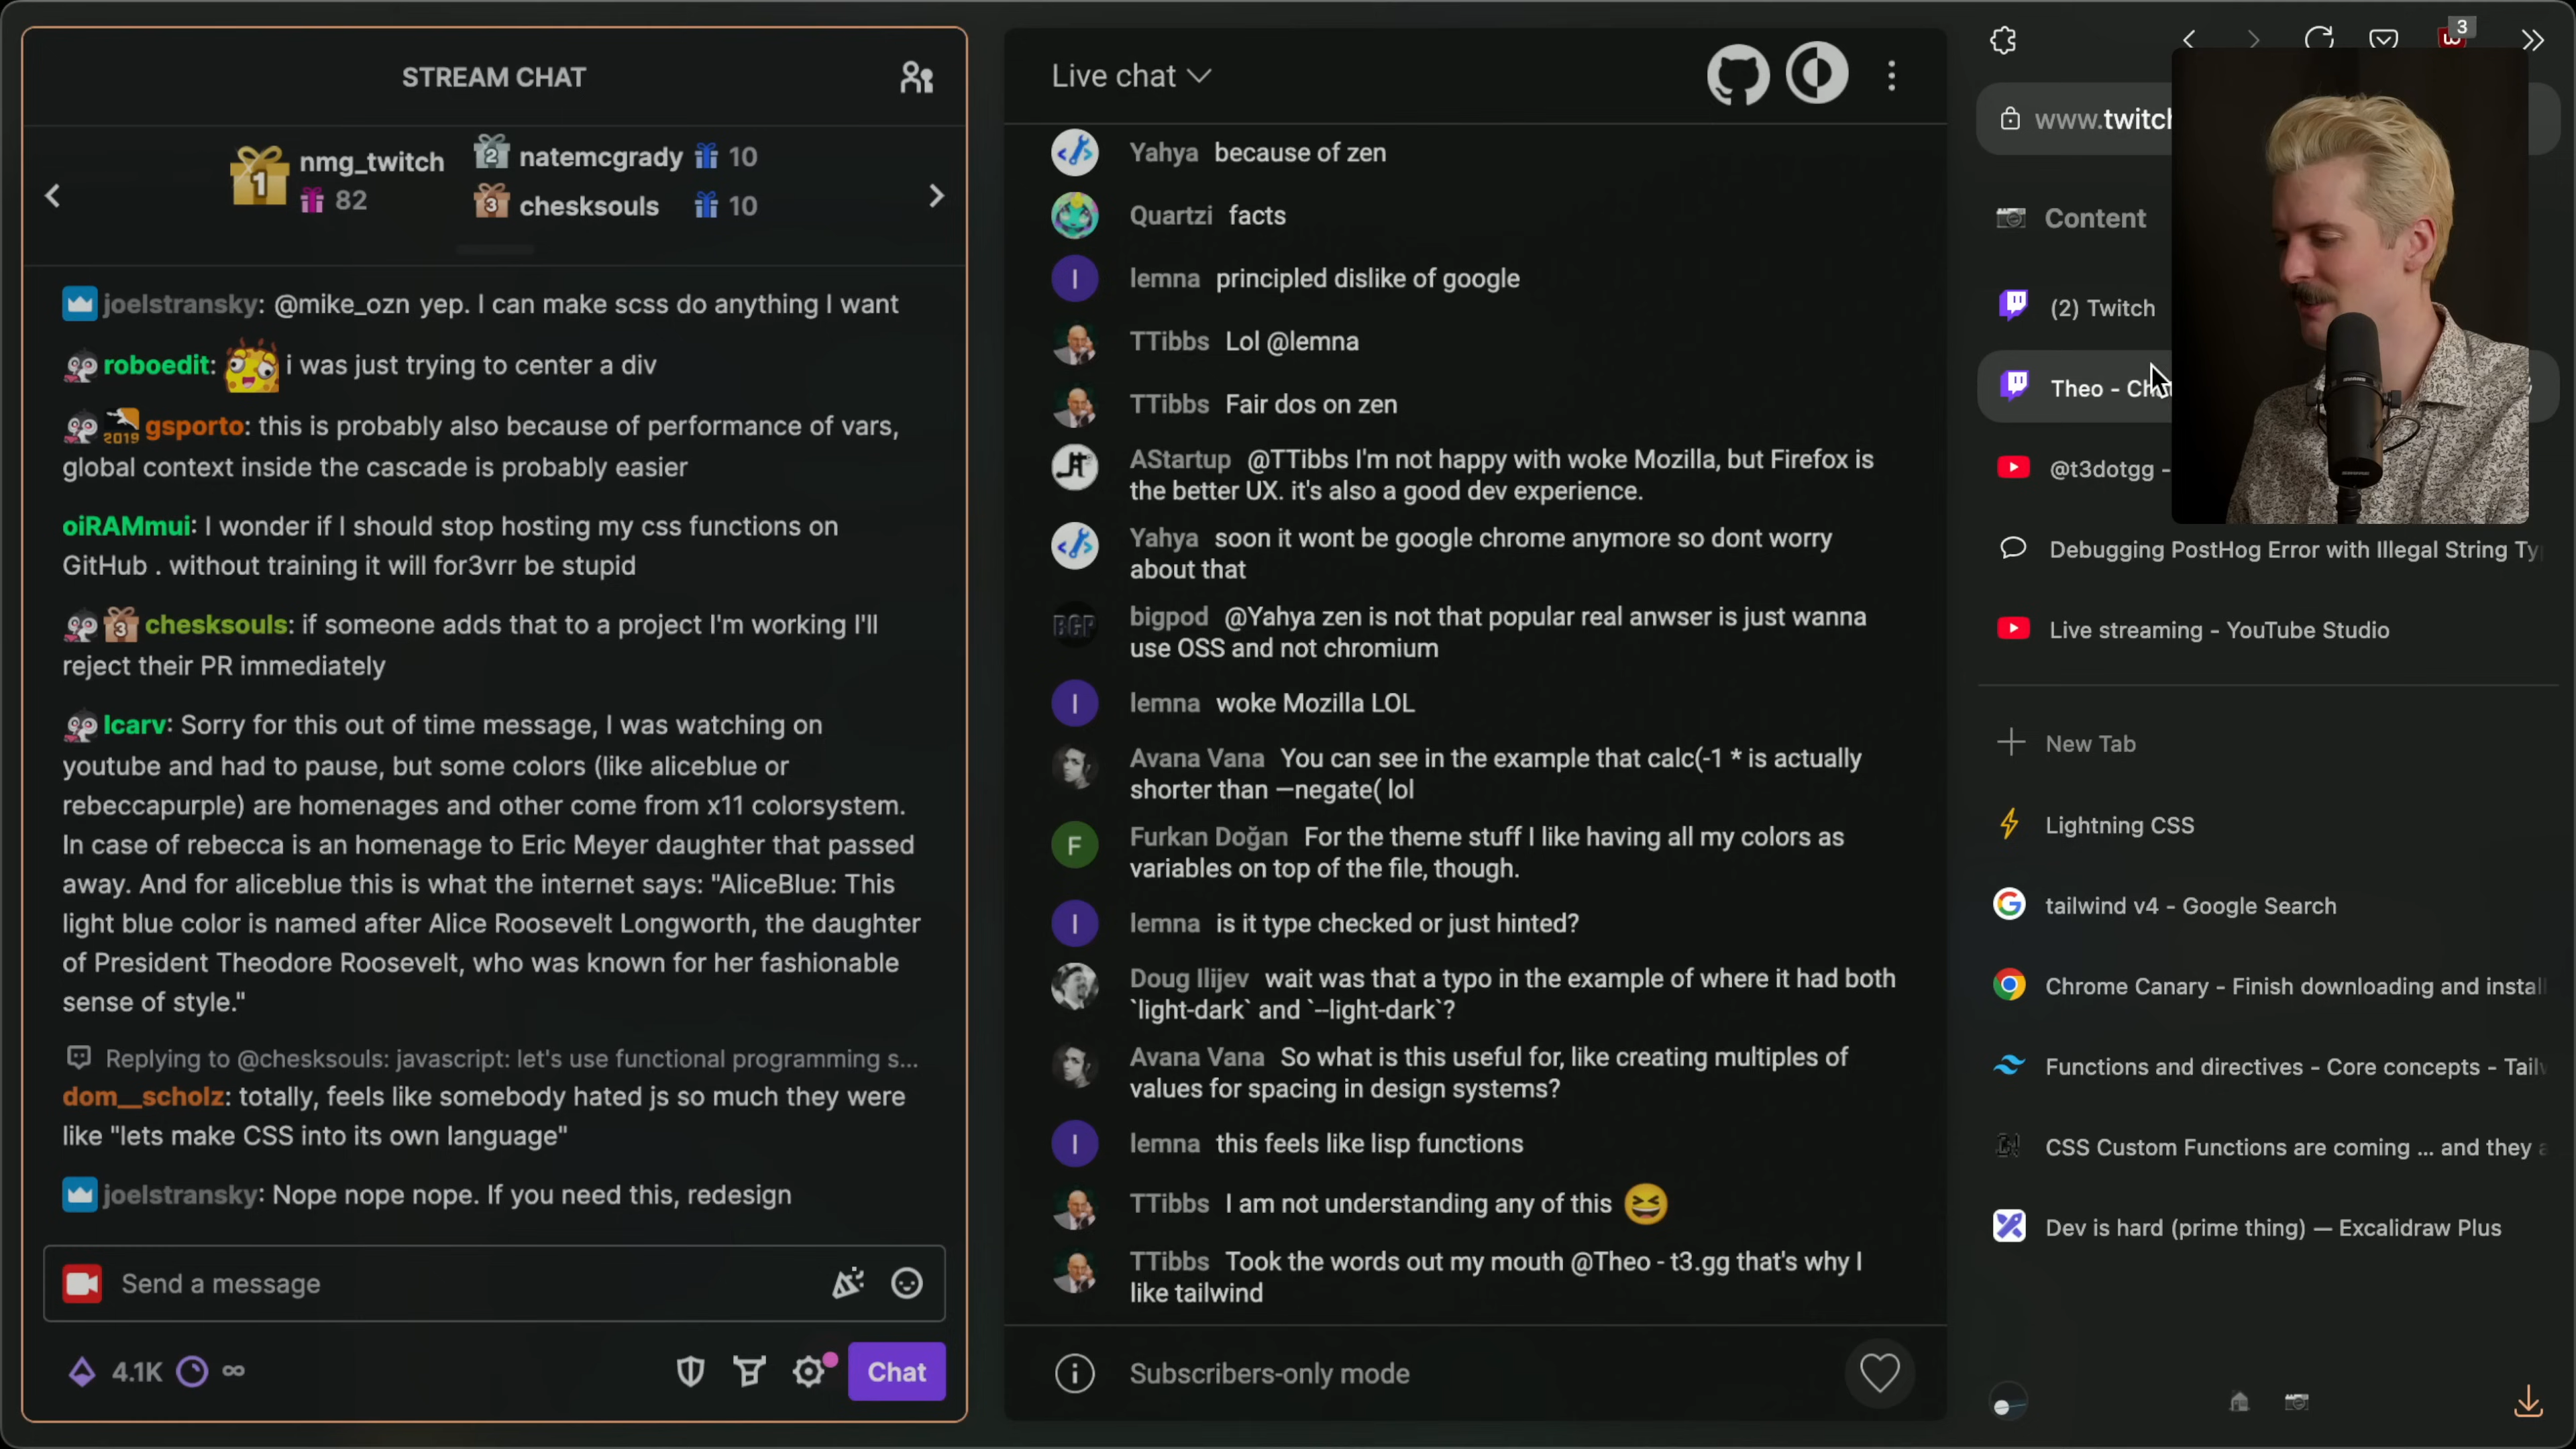 STREAM CHAT
nmg_twitch
82
natemcgrady 10
chesksouls 10
joelstransky: @mike_ozn yep. I can make scss do anything I want
roboedit: i was just trying to center a div
gsporto: this is probably also because of performance of vars,
global context inside the cascade is probably easier
oiRAMmui: I wonder if I should stop hosting my css functions on
GitHub . without training it will for3vrr be stupid
chesksouls: if someone adds that to a project I'm working I'll
reject their PR immediately
lcarv: Sorry for this out of time message, I was watching on
youtube and had to pause, but some colors (like aliceblue or
rebeccapurple) are homenages and other come from x11 colorsystem.
In case of rebecca is an homenage to Eric Meyer daughter that passed
away. And for aliceblue this is what the internet says: "AliceBlue: This
light blue color is named after Alice Roosevelt Longworth, the daughter
of President Theodore Roosevelt, who was known for her fashionable
sense of style."
Replying to @chesksouls: javascript: let's use functional programming s...
dom__scholz: totally, feels like somebody hated js so much they were
like "lets make CSS into its own language"
joelstransky: Nope nope nope. If you need this, redesign
Send a message
4.1K ∞
Chat
Live chat
Yahya because of zen
Quartzi facts
lemna principled dislike of google
TTibbs Lol @lemna
TTibbs Fair dos on zen
AStartup @TTibbs I'm not happy with woke Mozilla, but Firefox is
the better UX. it's also a good dev experience.
Yahya soon it wont be google chrome anymore so dont worry
about that
bigpod @Yahya zen is not that popular real anwser is just wanna
use OSS and not chromium
lemna woke Mozilla LOL
Avana Vana You can see in the example that calc(-1 * is actually
shorter than —negate( lol
Furkan Doğan For the theme stuff I like having all my colors as
variables on top of the file, though.
lemna is it type checked or just hinted?
Doug Ilijev wait was that a typo in the example of where it had both
`light-dark` and `--light-dark`?
Avana Vana So what is this useful for, like creating multiples of
values for spacing in design systems?
lemna this feels like lisp functions
TTibbs I am not understanding any of this
TTibbs Took the words out my mouth @Theo - t3.gg that's why I
like tailwind
Subscribers-only mode
3
www.twitch
Content
(2) Twitch
Theo - Ch
@t3dotgg -
Debugging PostHog Error with Illegal String Ty
Live streaming - YouTube Studio
New Tab
Lightning CSS
tailwind v4 - Google Search
Chrome Canary - Finish downloading and instal
Functions and directives - Core concepts - Tail
CSS Custom Functions are coming ... and they a
Dev is hard (prime thing) — Excalidraw Plus